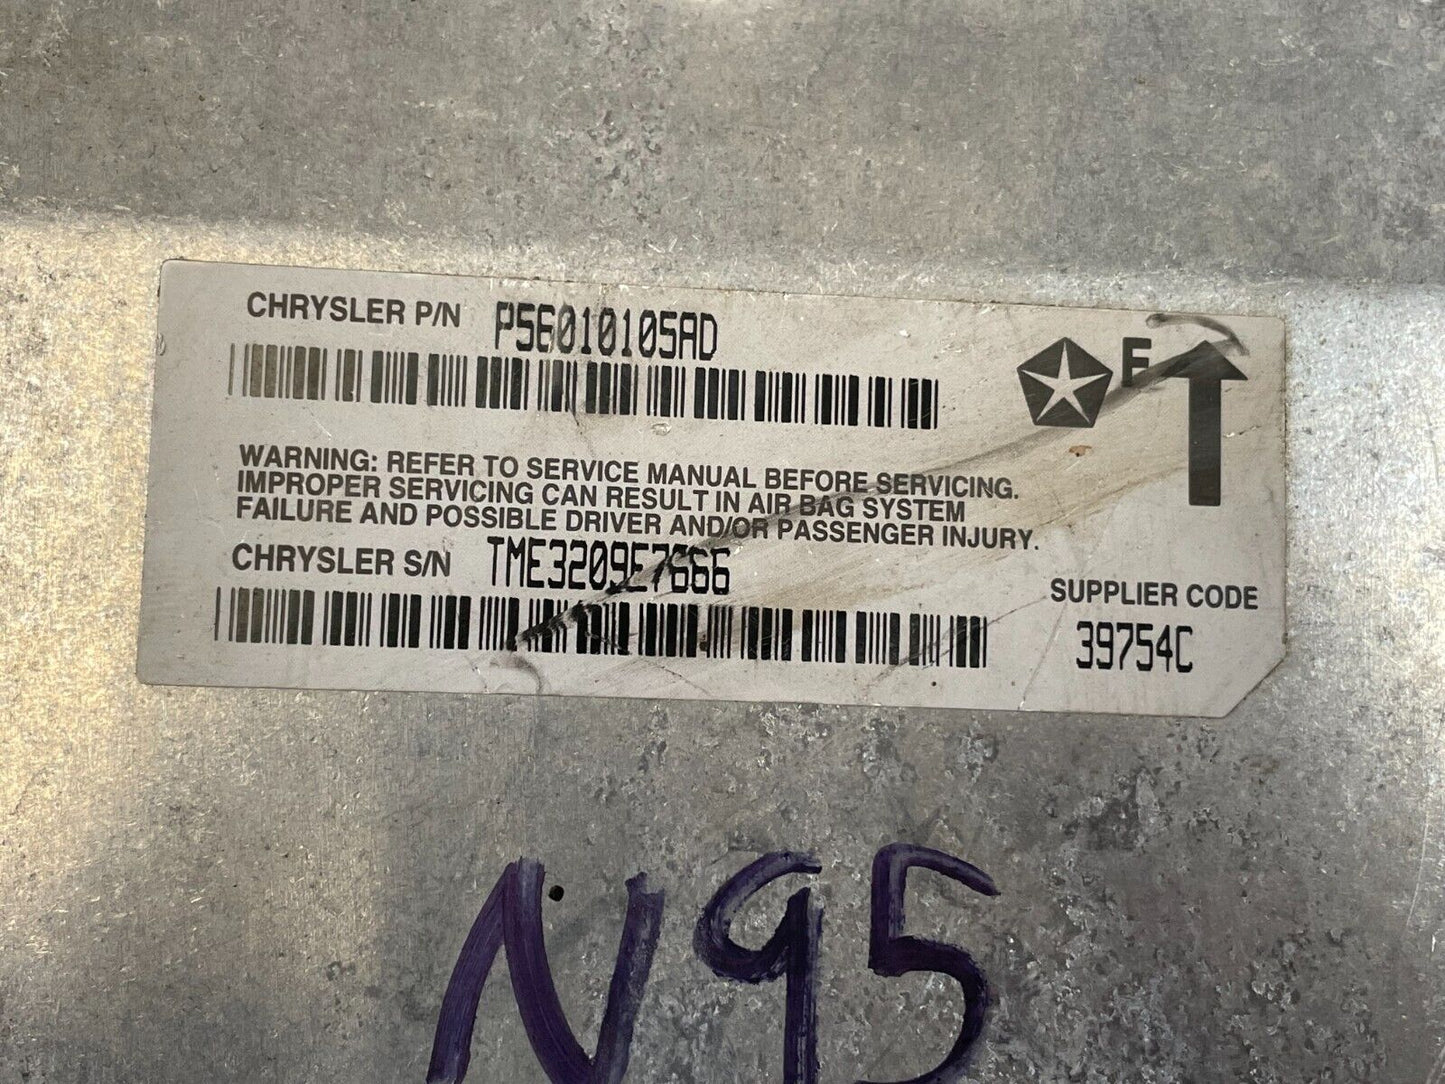 CHRYSLER P/N P56010105AD
F
WARNING: REFER TO SERVICE MANUAL BEFORE SERVICING.
IMPROPER SERVICING CAN RESULT IN AIR BAG SYSTEM
FAILURE AND POSSIBLE DRIVER AND/OR PASSENGER INJURY.
CHRYSLER S/N TME3209E7666
SUPPLIER CODE
39754C
N95